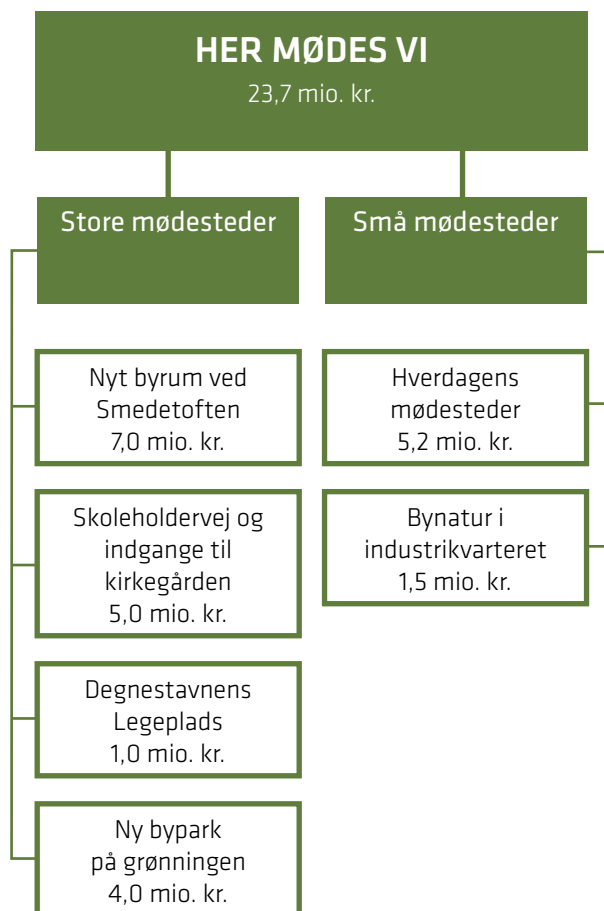 HER MØDES VI
23,7 mio. kr.
Store mødesteder
Nyt byrum ved
Smedetoften
7,0 mio. kr.
Skoleholdervej og
indgange til
kirkegården
5,0 mio. kr.
Degnestavnens
Legeplads
1,0 mio. kr.
Ny bypark
på grønningen
4,0 mio. kr.
Små mødesteder
Hverdagens
mødesteder
5,2 mio. kr.
Bynatur i
industrikvarteret
1,5 mio. kr.